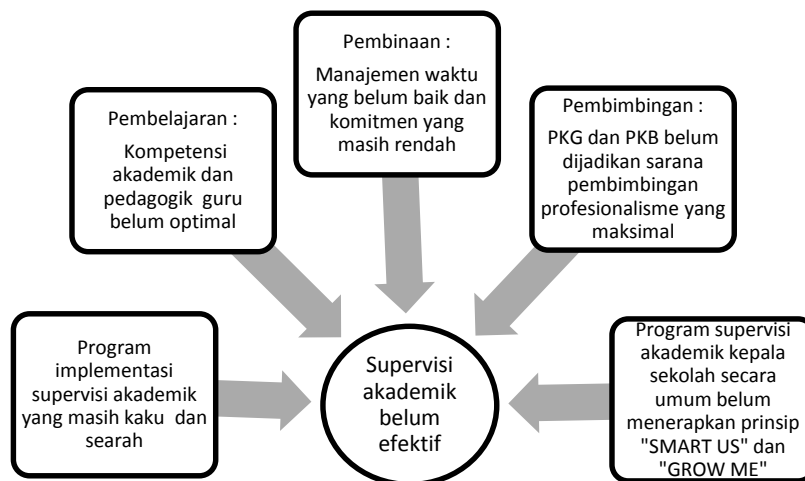 Pembinaan :
Manajemen waktu
yang belum baik dan
komitmen yang
masih rendah
Pembelajaran :
Kompetensi
akademik dan
pedagogik guru
belum optimal
Pembimbingan :
PKG dan PKB belum
dijadikan sarana
pembimbingan
profesionalisme yang
maksimal
Program
implementasi
supervisi akademik
yang masih kaku dan
searah
Supervisi
akademik
belum
efektif
Program supervisi
akademik kepala
sekolah secara
umum belum
menerapkan prinsip
"SMART US" dan
"GROW ME"